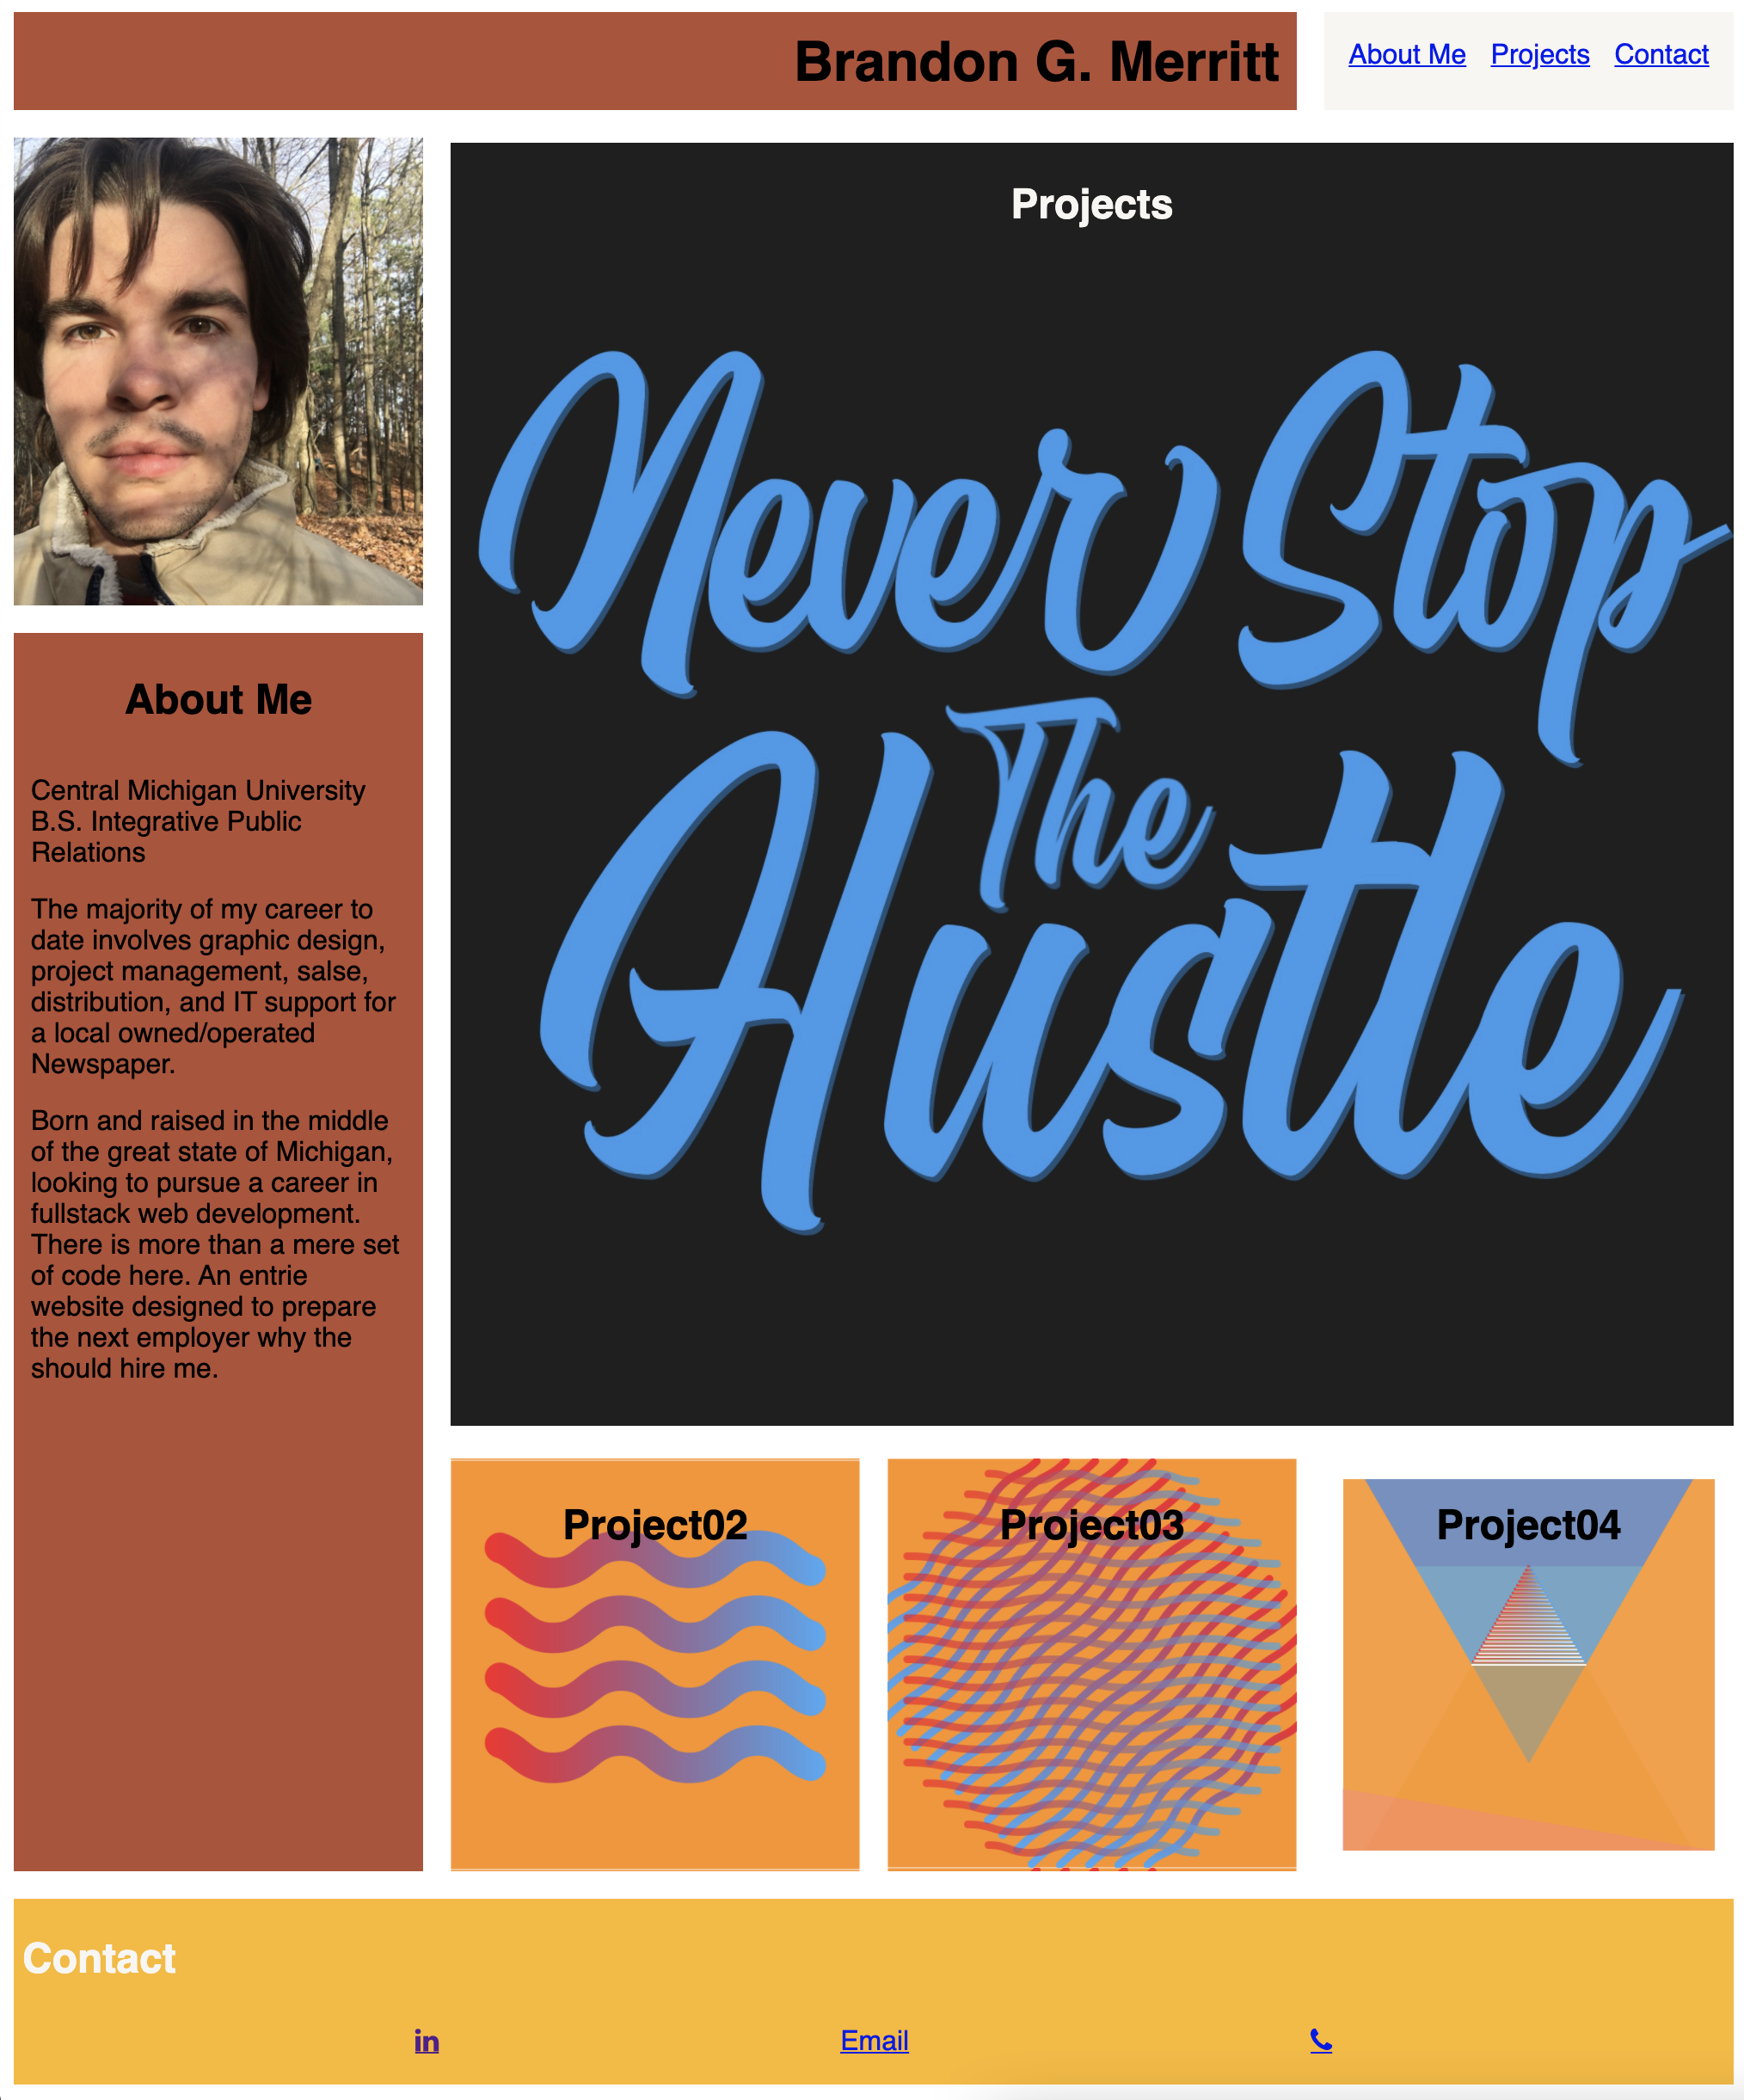 Brandon G. Merritt
About Me Projects Contact
Projects
Never Stop
The
Hustle
About Me
Central Michigan University
B.S. Integrative Public
Relations
The majority of my career to
date involves graphic design,
project management, salse,
distribution, and IT support for
a local owned/operated
Newspaper.
Born and raised in the middle
of the great state of Michigan,
looking to pursue a career in
fullstack web development.
There is more than a mere set
of code here. An entrie
website designed to prepare
the next employer why the
should hire me.
Project02 Project03 Project04
Contact
in Email